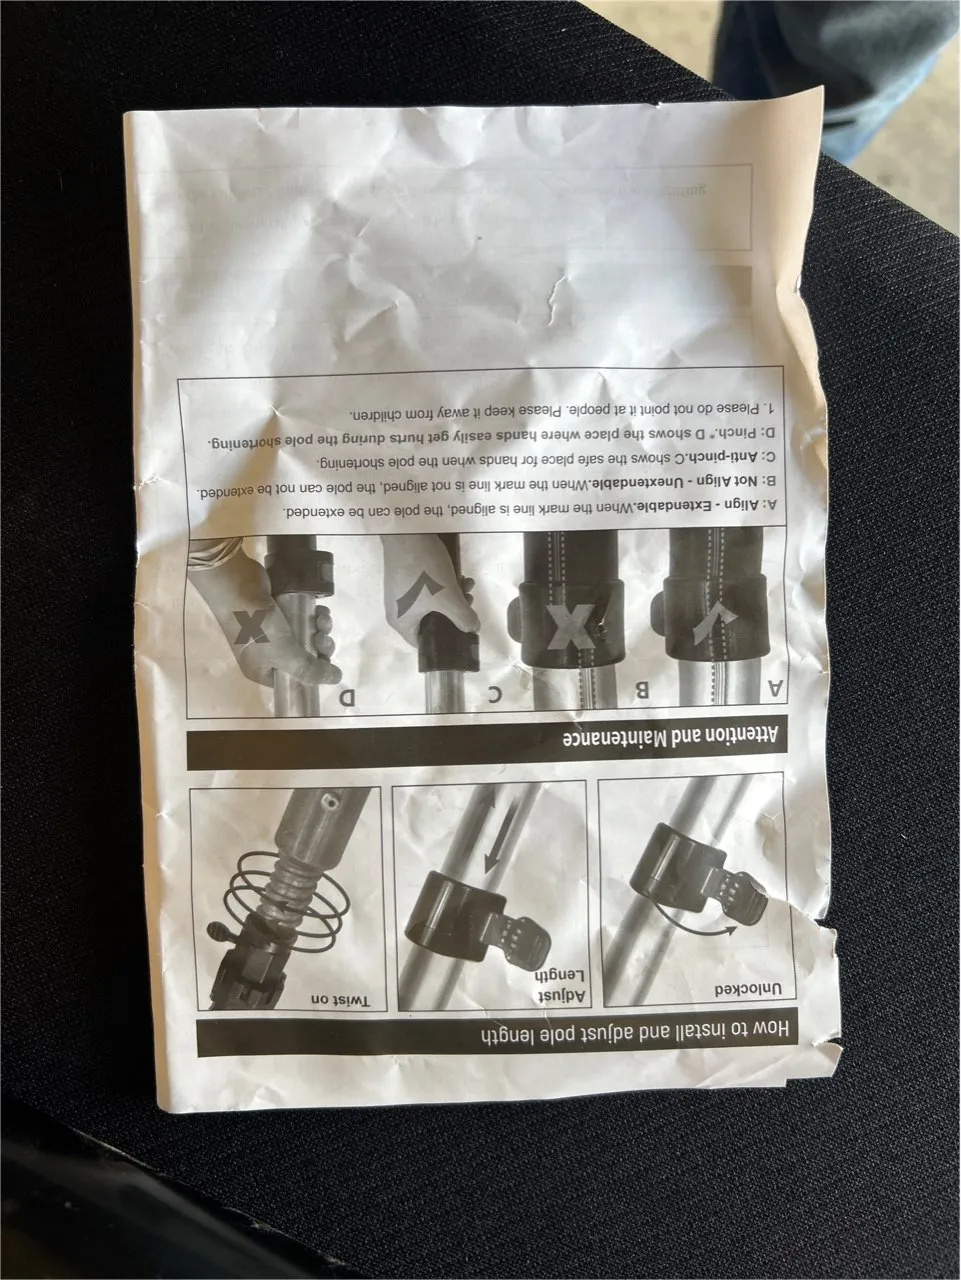 How to install and adjust pole length
Unlocked
Adjust
Length
Twist on
Attention and Maintenance
A
B
C
D
A: Align - Extendable.When the mark line is aligned, the pole can be extended.
B: Not Align - Unextendable.When the mark line is not aligned, the pole can not be extended.
C: Anti-pinch.C shows the safe place for hands when the pole shortening.
D: Pinch." D shows the place where hands easily get hurts during the pole shortening.
1. Please do not point it at people. Please keep it away from children.